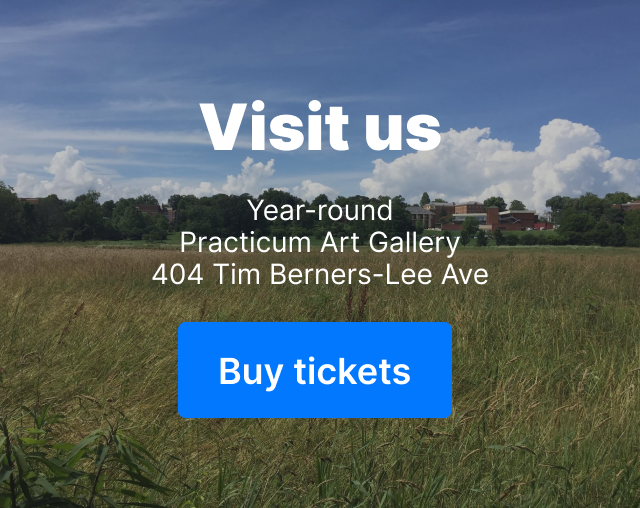 Visit us
Year-round
Practicum Art Gallery
404 Tim Berners-Lee Ave
Buy tickets